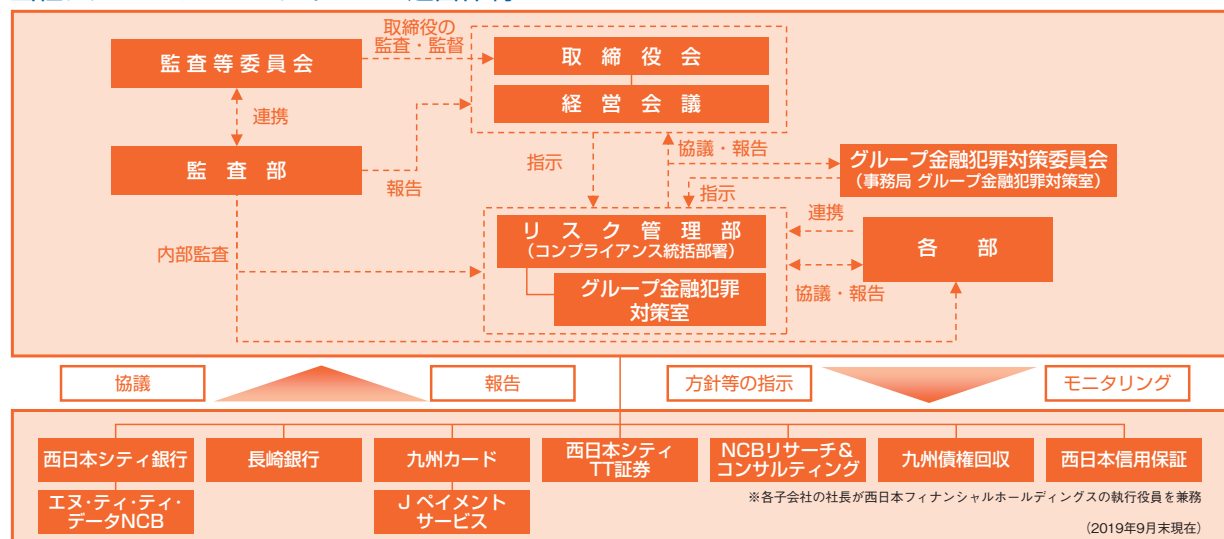 取締役の
監査・監督
監査等委員会
取締役会
経営会議
連携
監査部
報告
指示
協議・報告
グループ金融犯罪対策委員会
（事務局 グループ金融犯罪対策室）
指示
連携
内部監査
リスク管理部
（コンプライアンス統括部署）
各部
グループ金融犯罪
対策室
協議・報告
協議
報告
方針等の指示
モニタリング
西日本シティ銀行
長崎銀行
九州カード
西日本シティ
TT証券
NCBリサーチ＆
コンサルティング
九州債権回収
西日本信用保証
エヌ・ティ・ティ・
データNCB
J ペイメント
サービス
※各子会社の社長が西日本フィナンシャルホールディングスの執行役員を兼務
（2019年9月末現在）